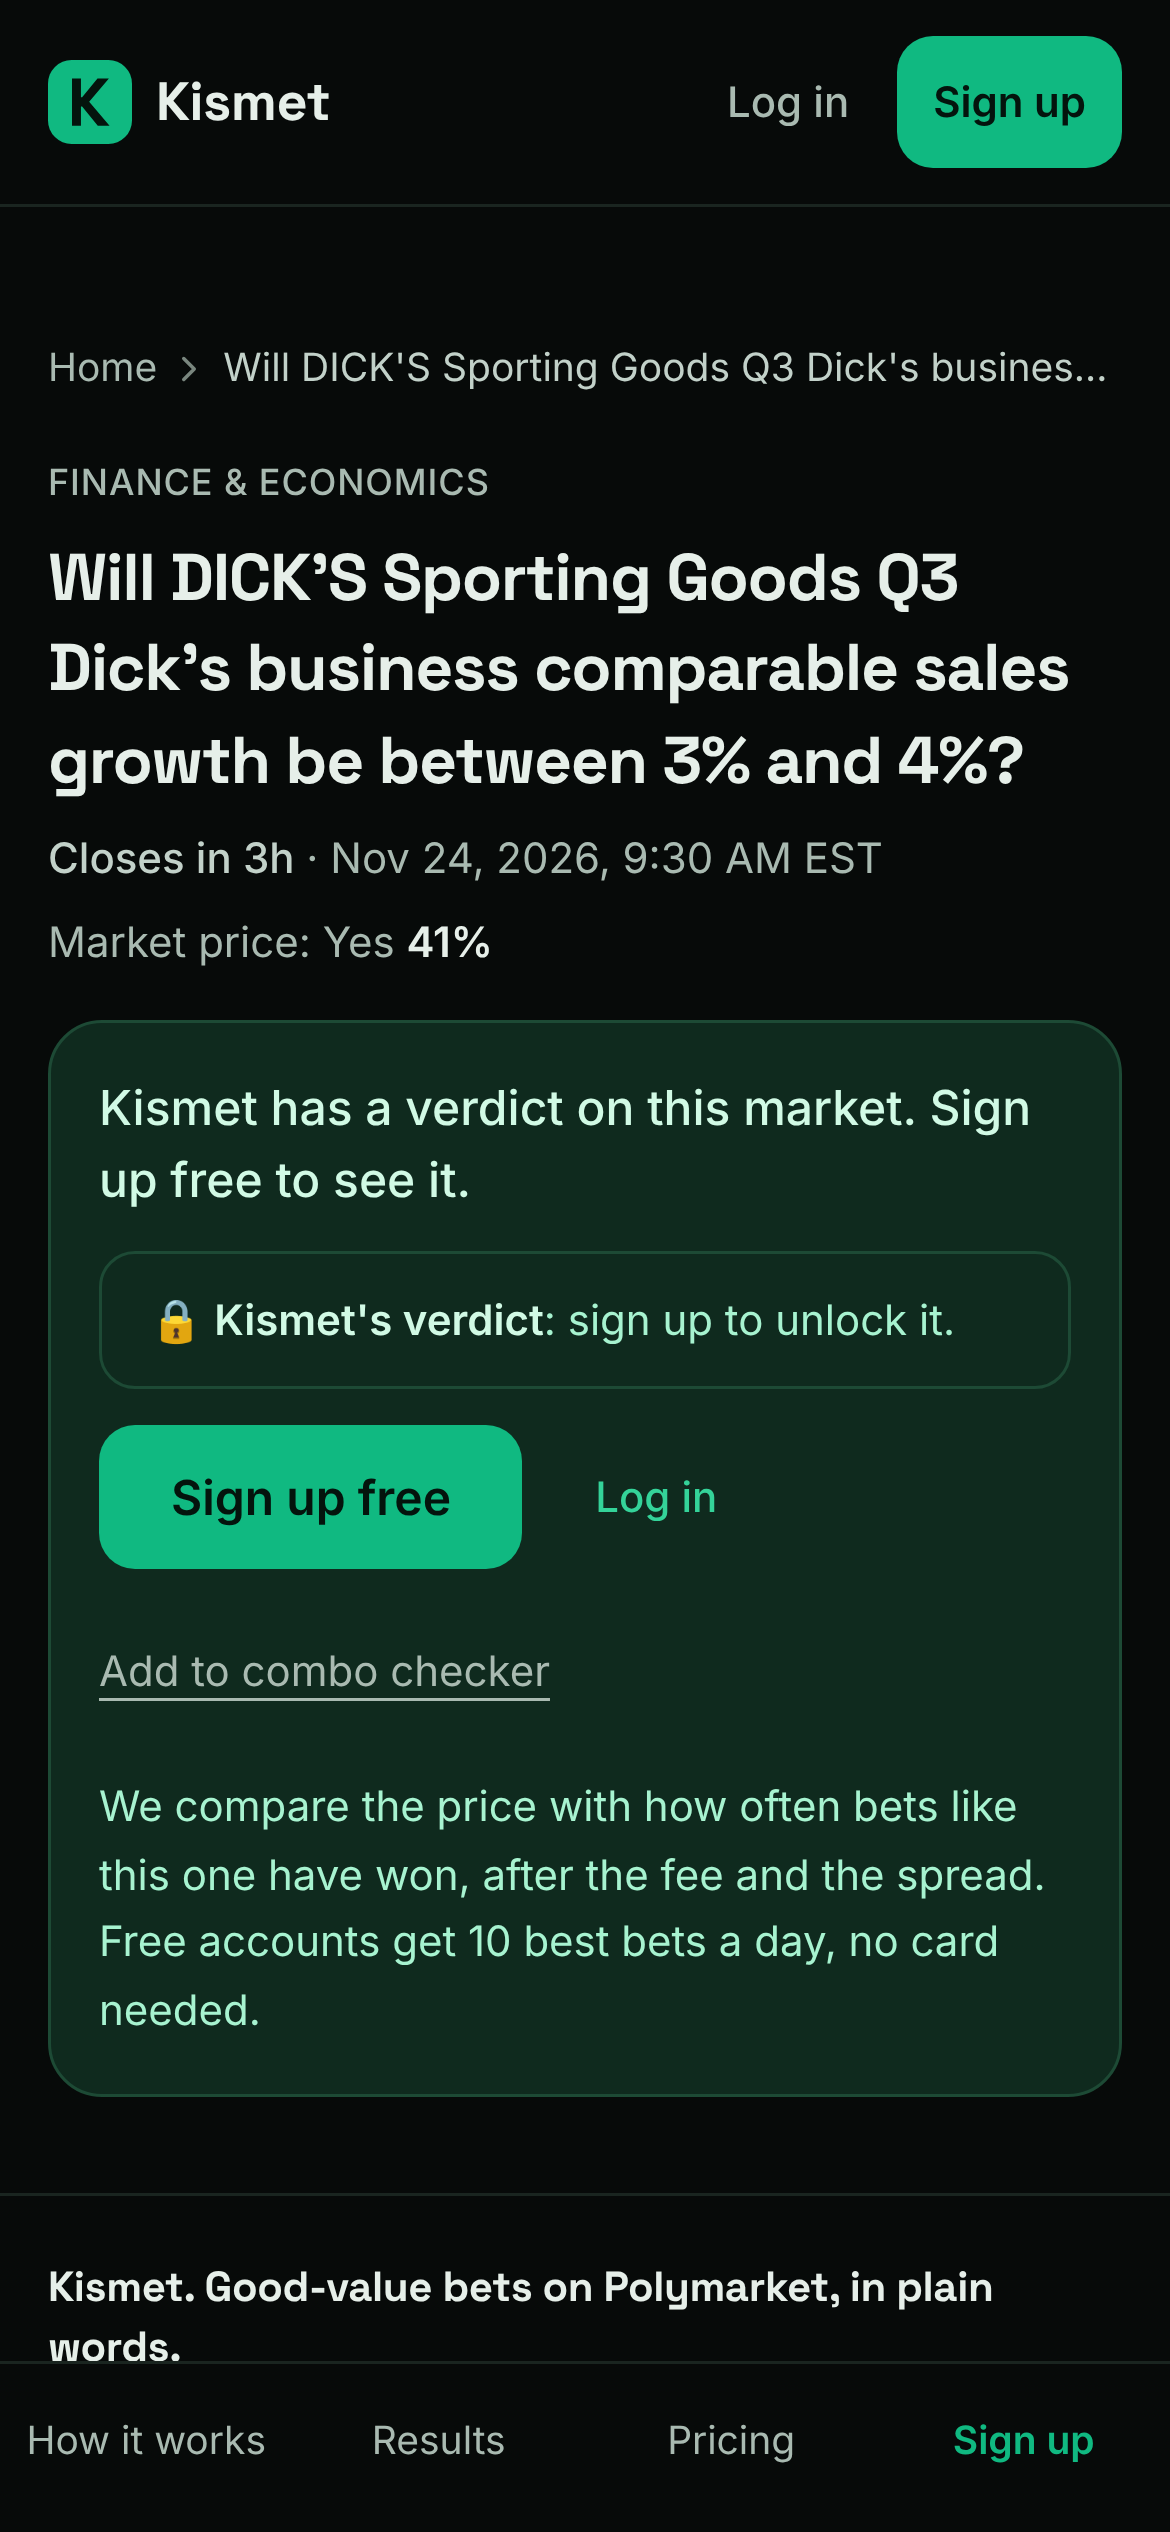 K Kismet Log in Sign up
Home > Will DICK'S Sporting Goods Q3 Dick's busines...
FINANCE & ECONOMICS
Will DICK’S Sporting Goods Q3
Dick’s business comparable sales
growth be between 3% and 4%?
Closes in 3h · Nov 24, 2026, 9:30 AM EST
Market price: Yes 41%
Kismet has a verdict on this market. Sign
up free to see it.
🔒 Kismet's verdict: sign up to unlock it.
Sign up free Log in
Add to combo checker
We compare the price with how often bets like
this one have won, after the fee and the spread.
Free accounts get 10 best bets a day, no card
needed.
Kismet. Good-value bets on Polymarket, in plain
words.
How it works Results Pricing Sign up